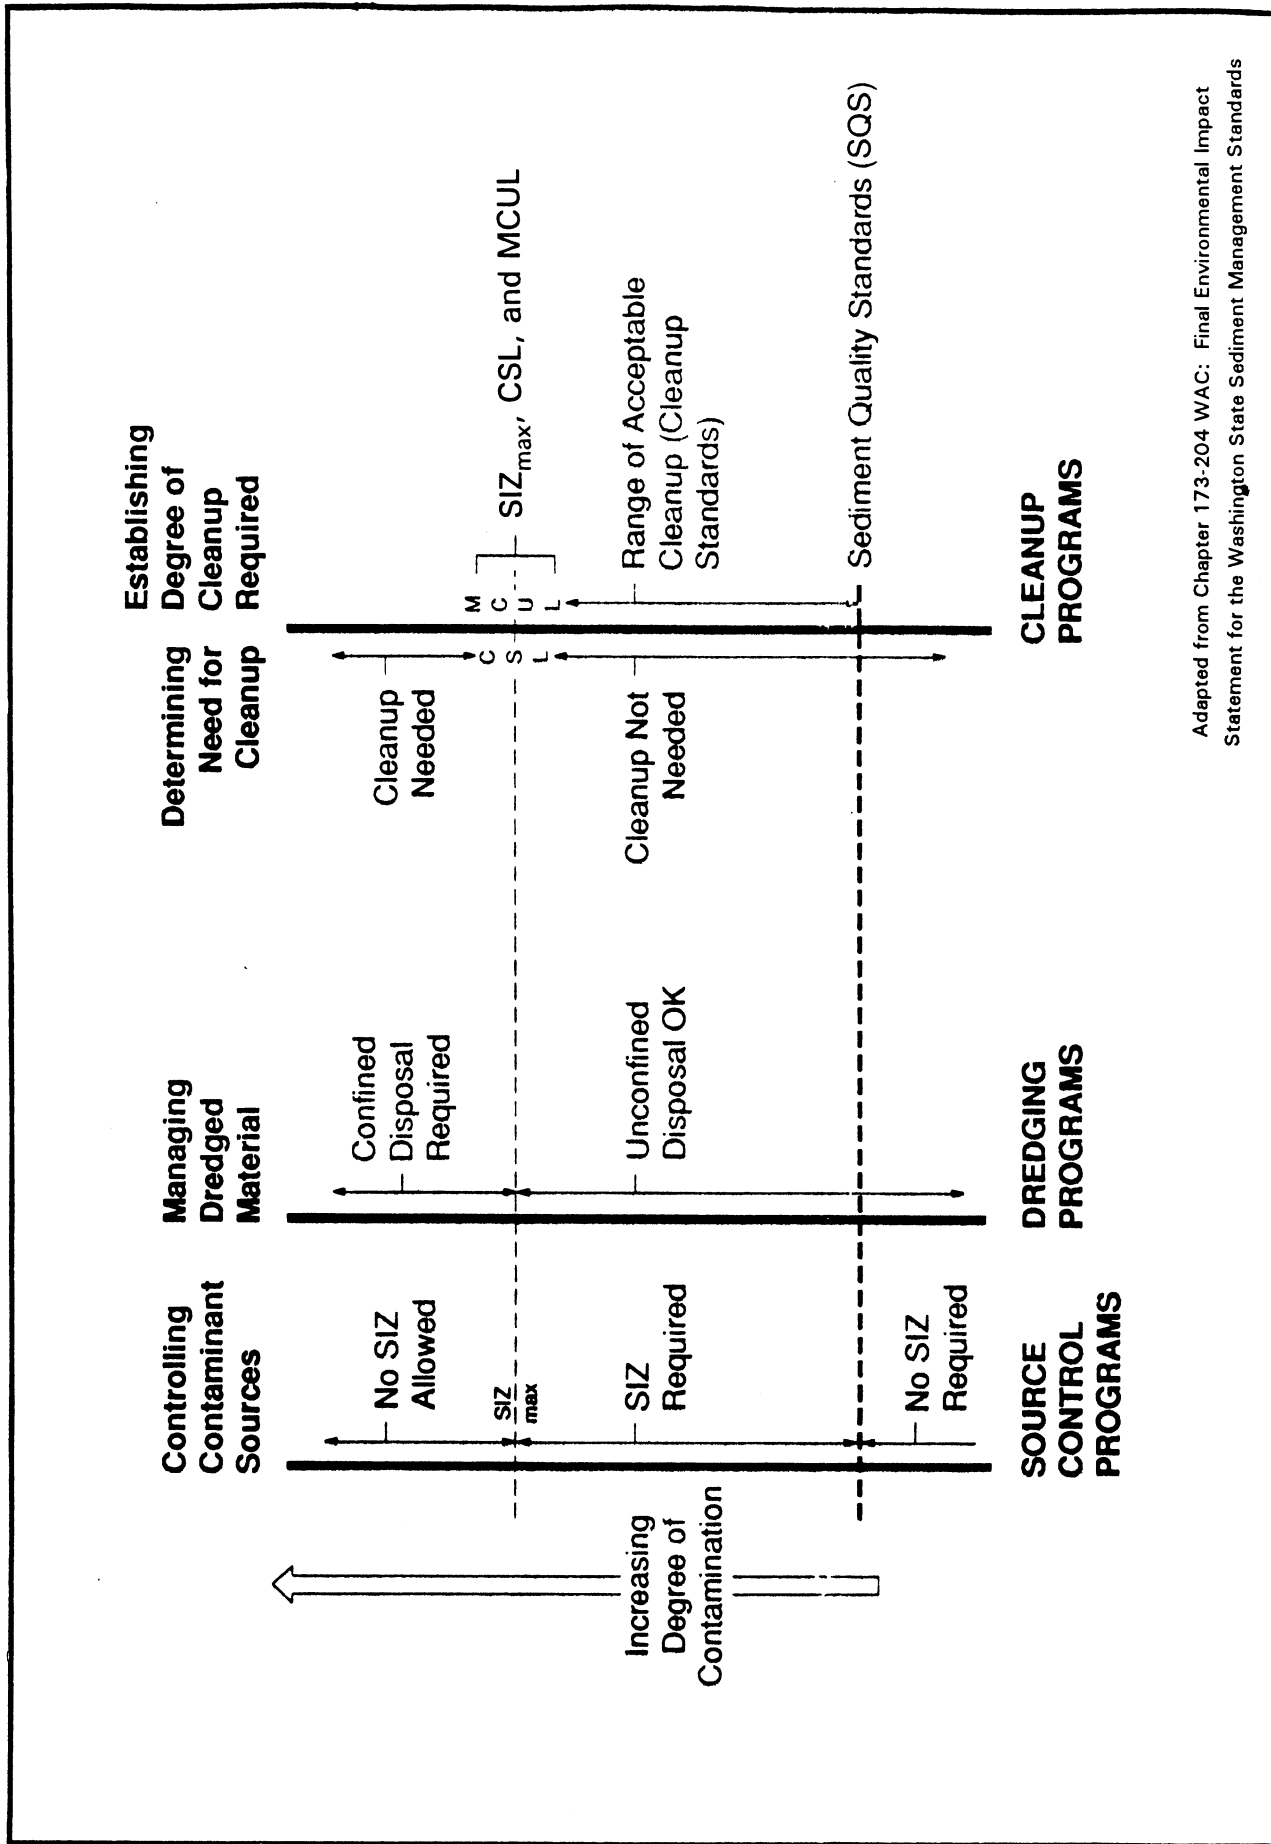 Controlling
Contaminant
Sources
Managing
Dredged
Material
Determining
Need for
Cleanup
Establishing
Degree of
Cleanup
Required
Increasing
Degree of
Contamination
No SIZ
Allowed
SIZ
max
SIZ
Required
No SIZ
Required
Confined
Disposal
Required
Unconfined
Disposal OK
Cleanup
Needed
C
S
L
Cleanup Not
Needed
M
C
U
L
SIZmax, CSL, and MCUL
Range of Acceptable
Cleanup (Cleanup
Standards)
Sediment Quality Standards (SQS)
SOURCE
CONTROL
PROGRAMS
DREDGING
PROGRAMS
CLEANUP
PROGRAMS
Adapted from Chapter 173-204 WAC: Final Environmental Impact
Statement for the Washington State Sediment Management Standards